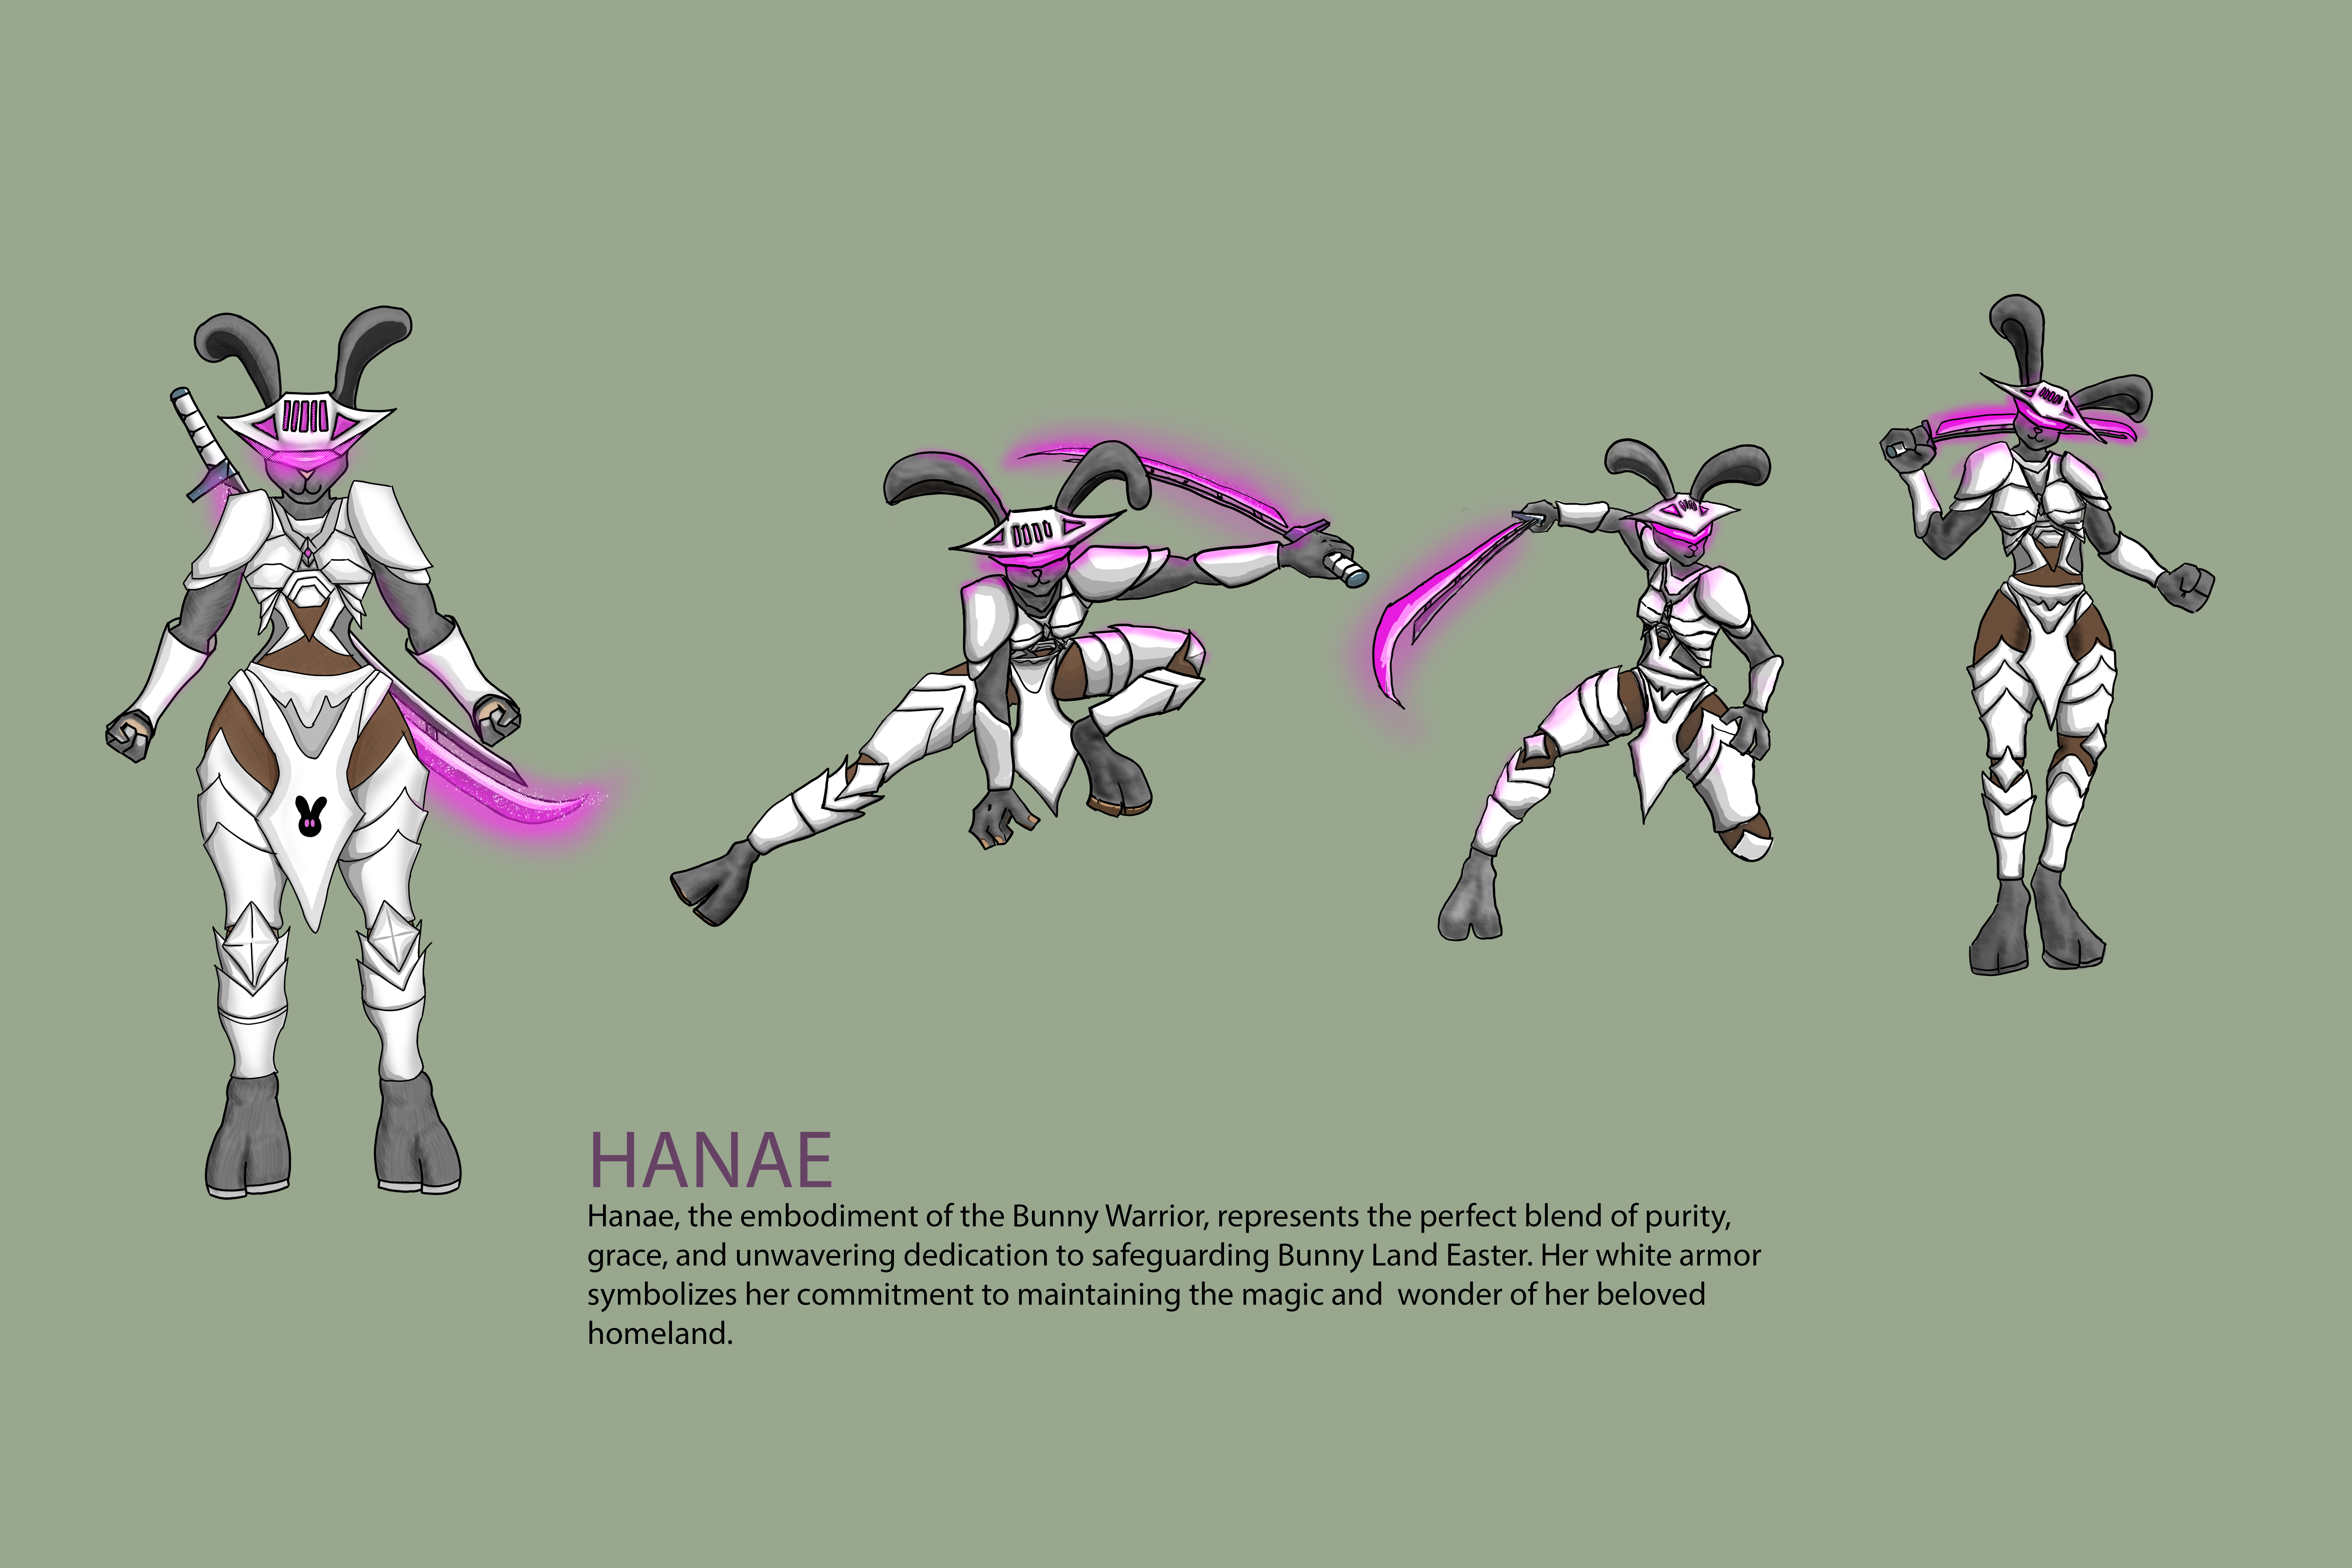 HANAE
Hanae, the embodiment of the Bunny Warrior, represents the perfect blend of purity,
grace, and unwavering dedication to safeguarding Bunny Land Easter. Her white armor
symbolizes her commitment to maintaining the magic and  wonder of her beloved
homeland.